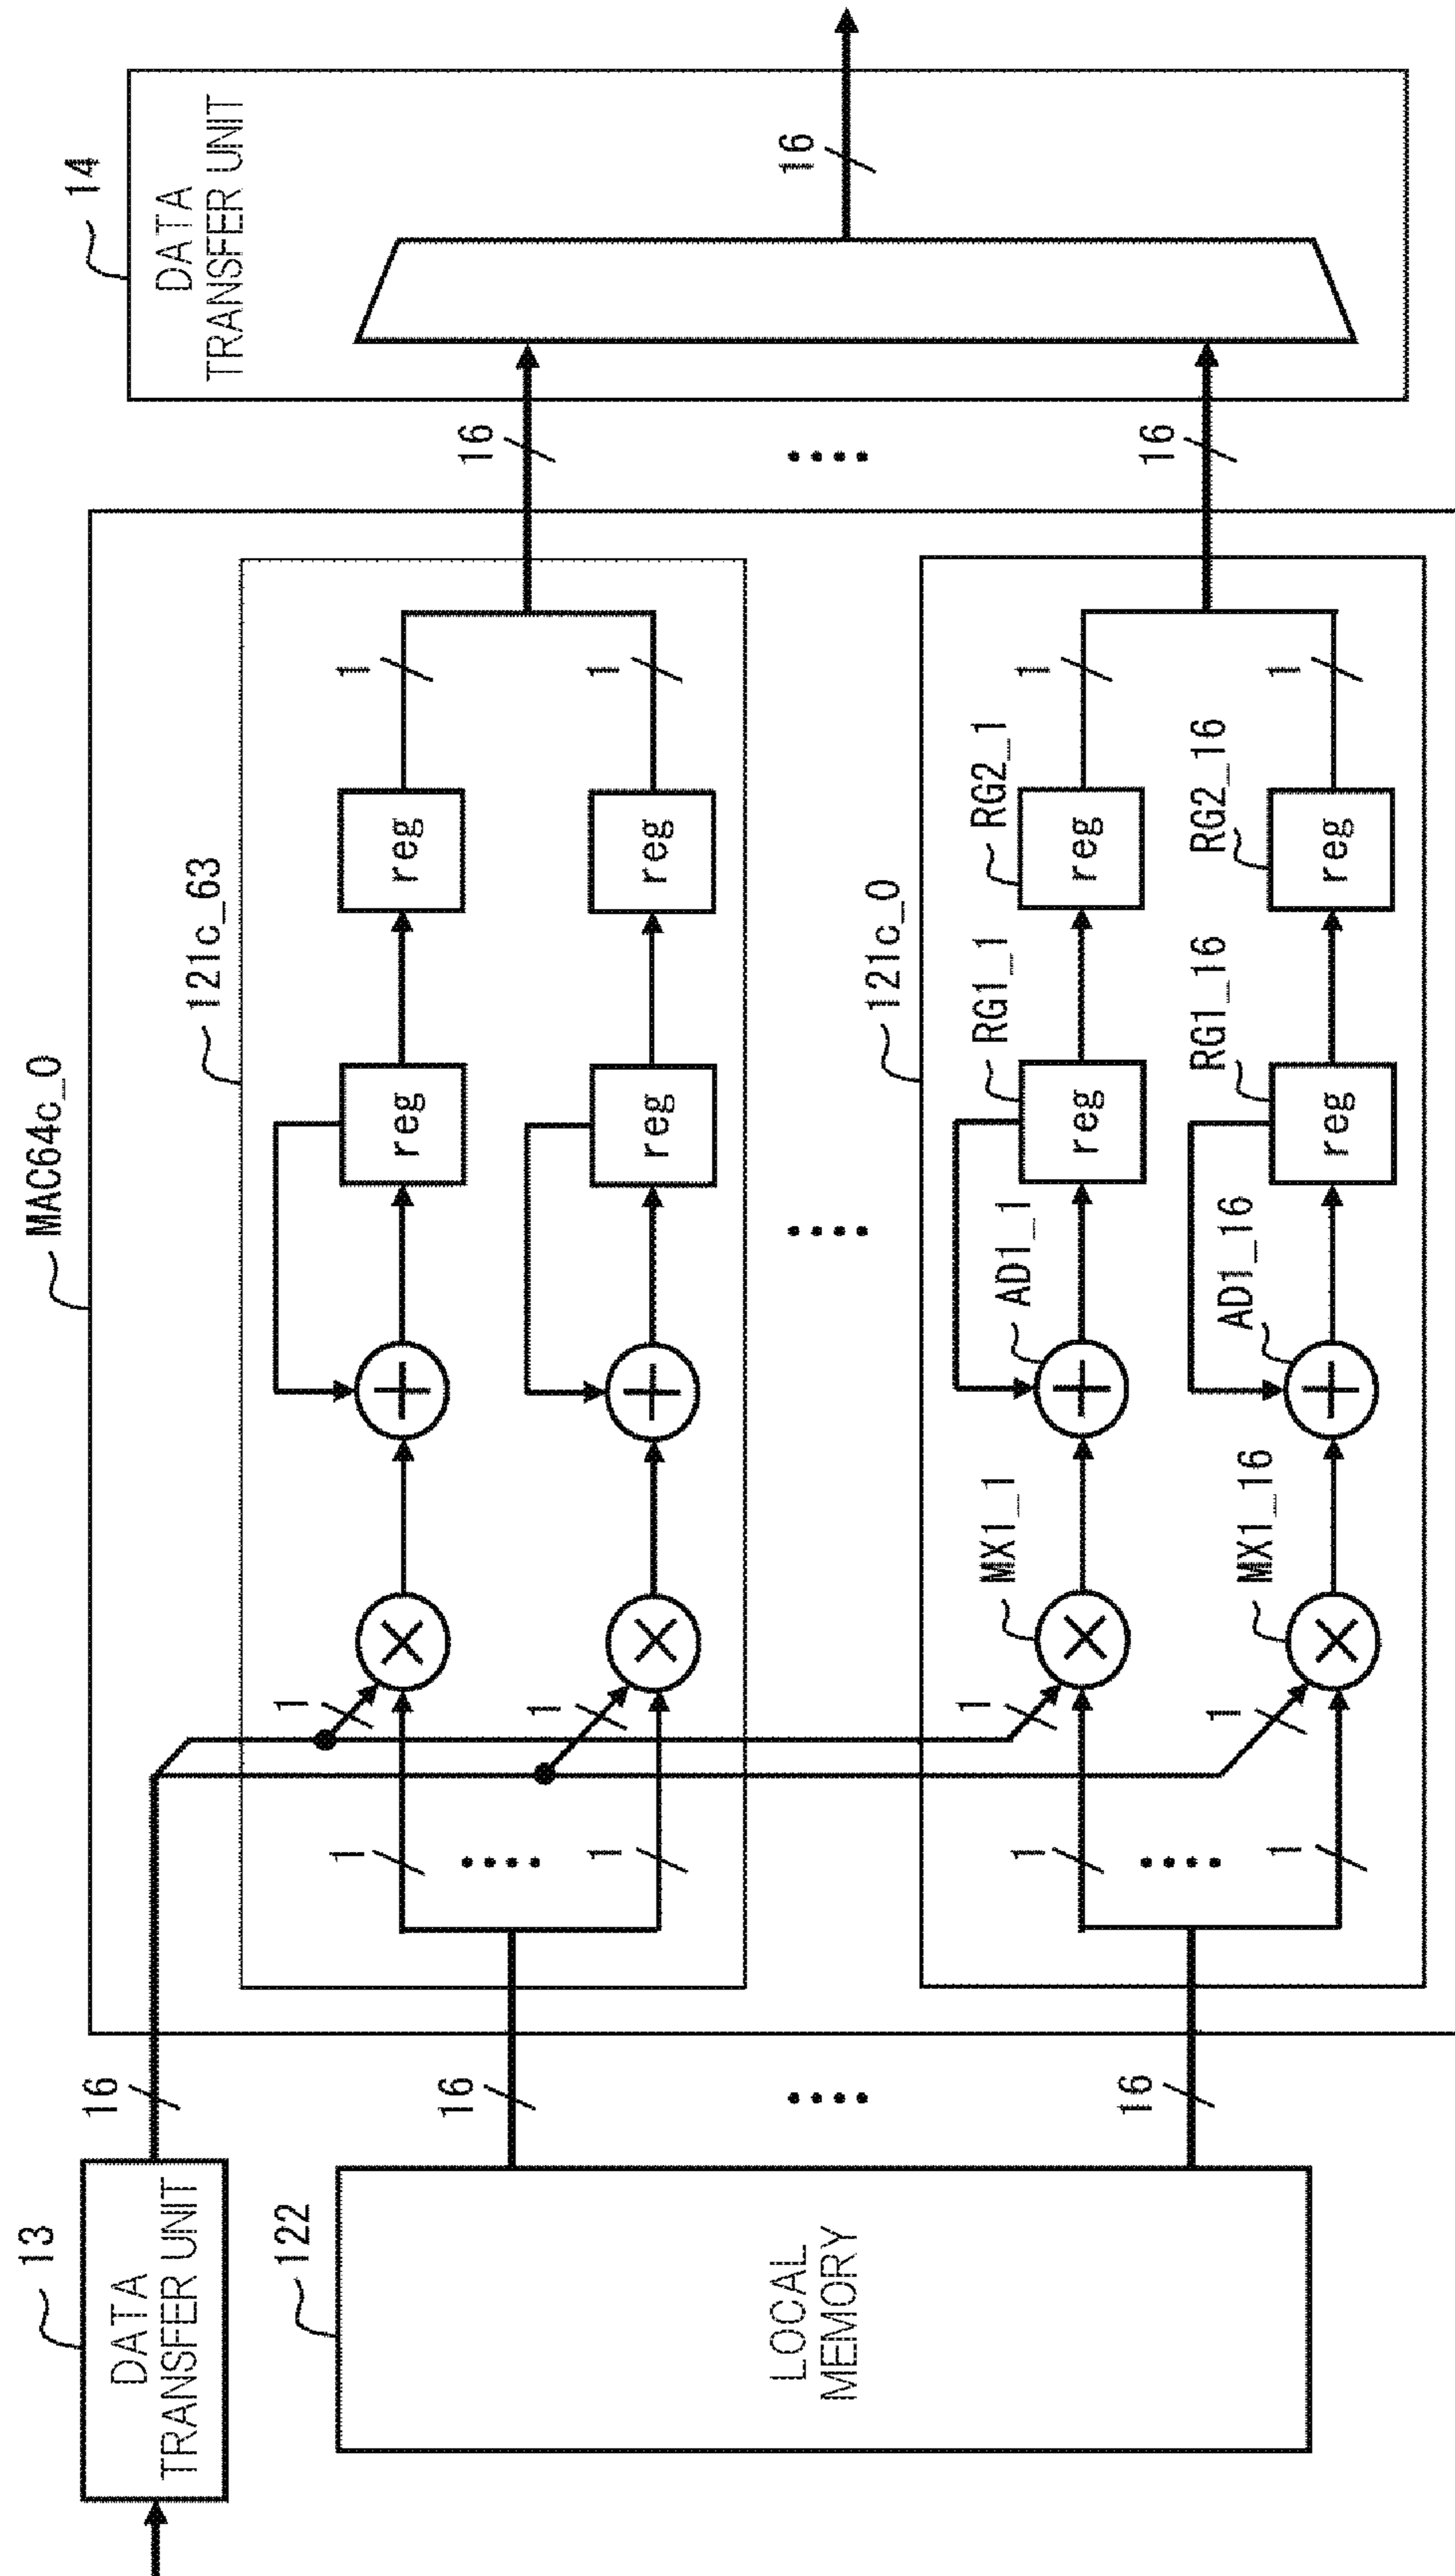 13
DATA
TRANSFER UNIT
16
122
LOCAL
MEMORY
16
16
MAC64c_0
121c_63
1
1
1
1
reg
reg
1
reg
reg
1
121c_0
1
1
1
1
MX1_1
MX1_16
AD1_1
AD1_16
RG1_1
reg
RG1_16
reg
RG2_1
reg
RG2_16
reg
1
1
16
16
14
DATA
TRANSFER UNIT
16